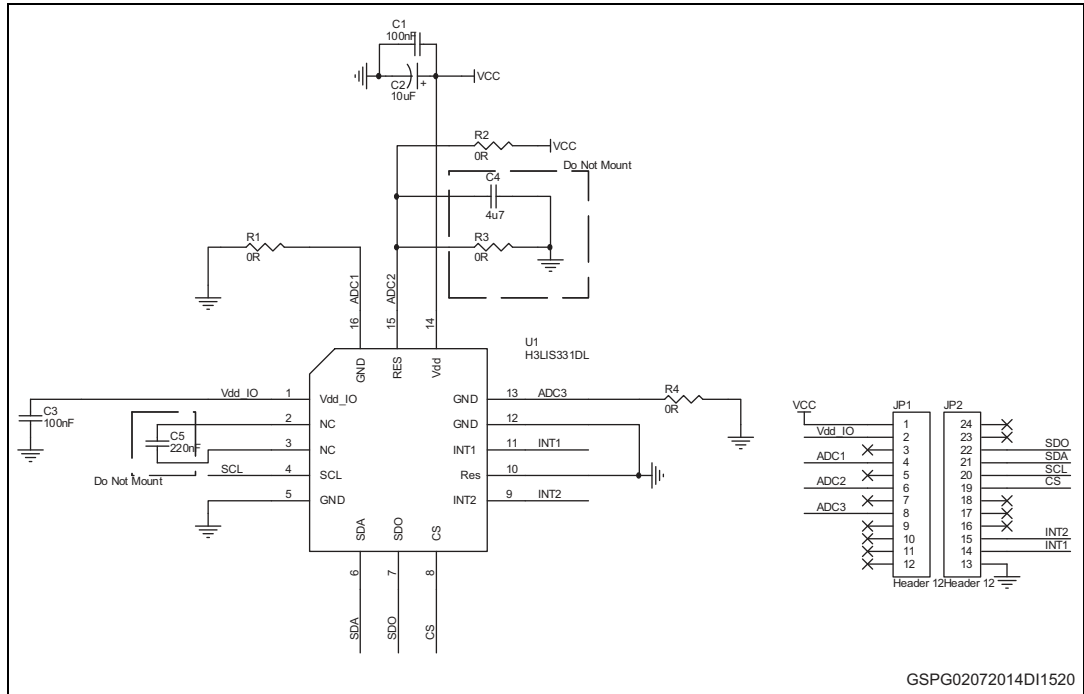 C1
100nF
C2
10uF
+
VCC
R2
0R
VCC
Do Not Mount
C4
4u7
R1
0R
R3
0R
ADC1
ADC2
16
15
14
U1
H3LIS331DL
GND
RES
Vdd
C3
100nF
Vdd_IO
1
Vdd_IO
2
NC
C5
220nF
3
NC
Do Not Mount
SCL
4
SCL
5
GND
GND
13
ADC3
R4
0R
GND
12
INT1
11
INT1
Res
10
INT2
9
INT2
SDA
SDO
CS
6
7
8
SDA
SDO
CS
VCC
Vdd_IO
ADC1
ADC2
ADC3
JP1
1
2
3
4
5
6
7
8
9
10
11
12
Header 12
JP2
24
23
22
21
20
19
18
17
16
15
14
13
Header 12
SDO
SDA
SCL
CS
INT2
INT1
GSPG02072014DI1520